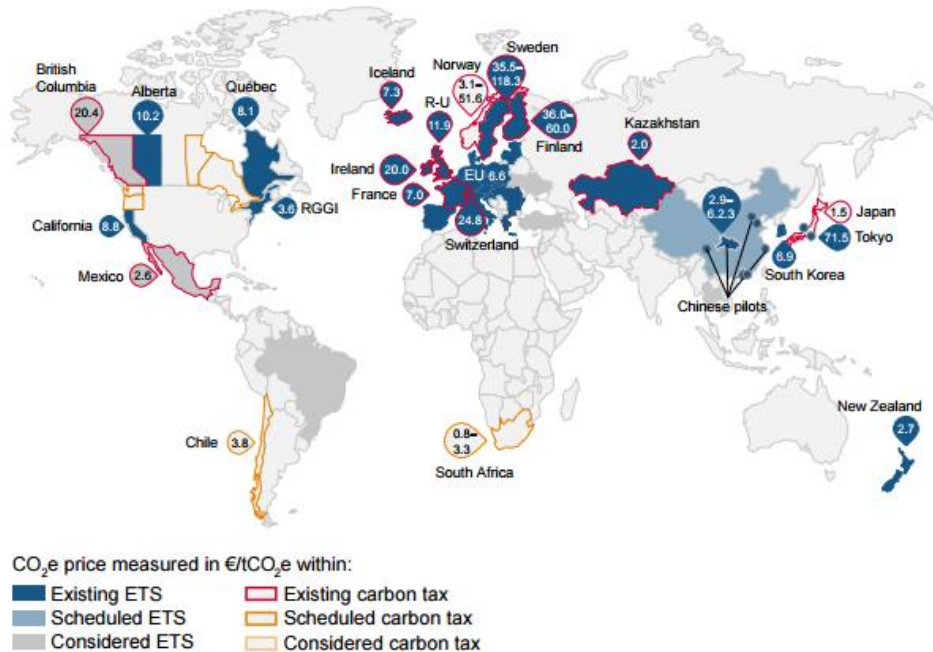 Sweden
Norway
35.5–
118.3
British
Columbia
Alberta
Québec
Iceland
3.1–
51.6
7.3
R-U
20.4
10.2
8.1
11.9
36.0–
60.0
Finland
Kazakhstan
2.0
Ireland
20.0
EU 6.6
France
7.0
2.9–
6.2.3
California
8.8
3.6
RGGI
24.8
Switzerland
1.5
Japan
71.5
Tokyo
6.9
South Korea
Mexico
2.6
Chinese pilots
New Zealand
2.7
Chile
3.8
0.8–
3.3
South Africa
CO₂e price measured in €/tCO₂e within:
Existing ETS
Existing carbon tax
Scheduled ETS
Scheduled carbon tax
Considered ETS
Considered carbon tax